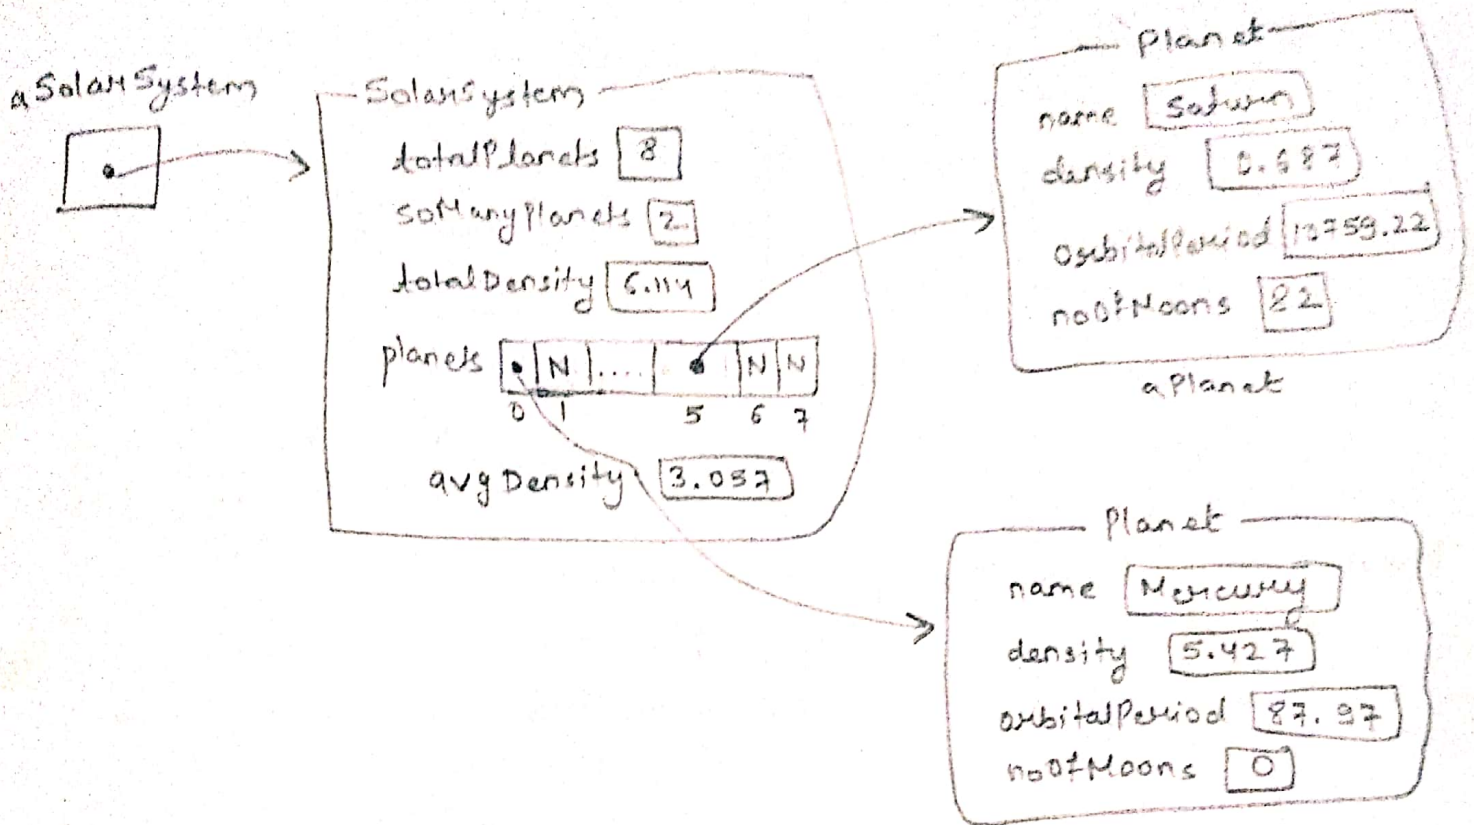 aSolarSystem
SolarSystem
totalPlanets 8
soManyPlanets 2
totalDensity 6.114
planets N .... N N
0 1 5 6 7
avgDensity 3.057
Planet
name Saturn
density 0.687
orbitalPeriod 10759.22
noOfMoons 82
aPlanet
Planet
name Mercury
density 5.427
orbitalPeriod 87.97
noOfMoons 0